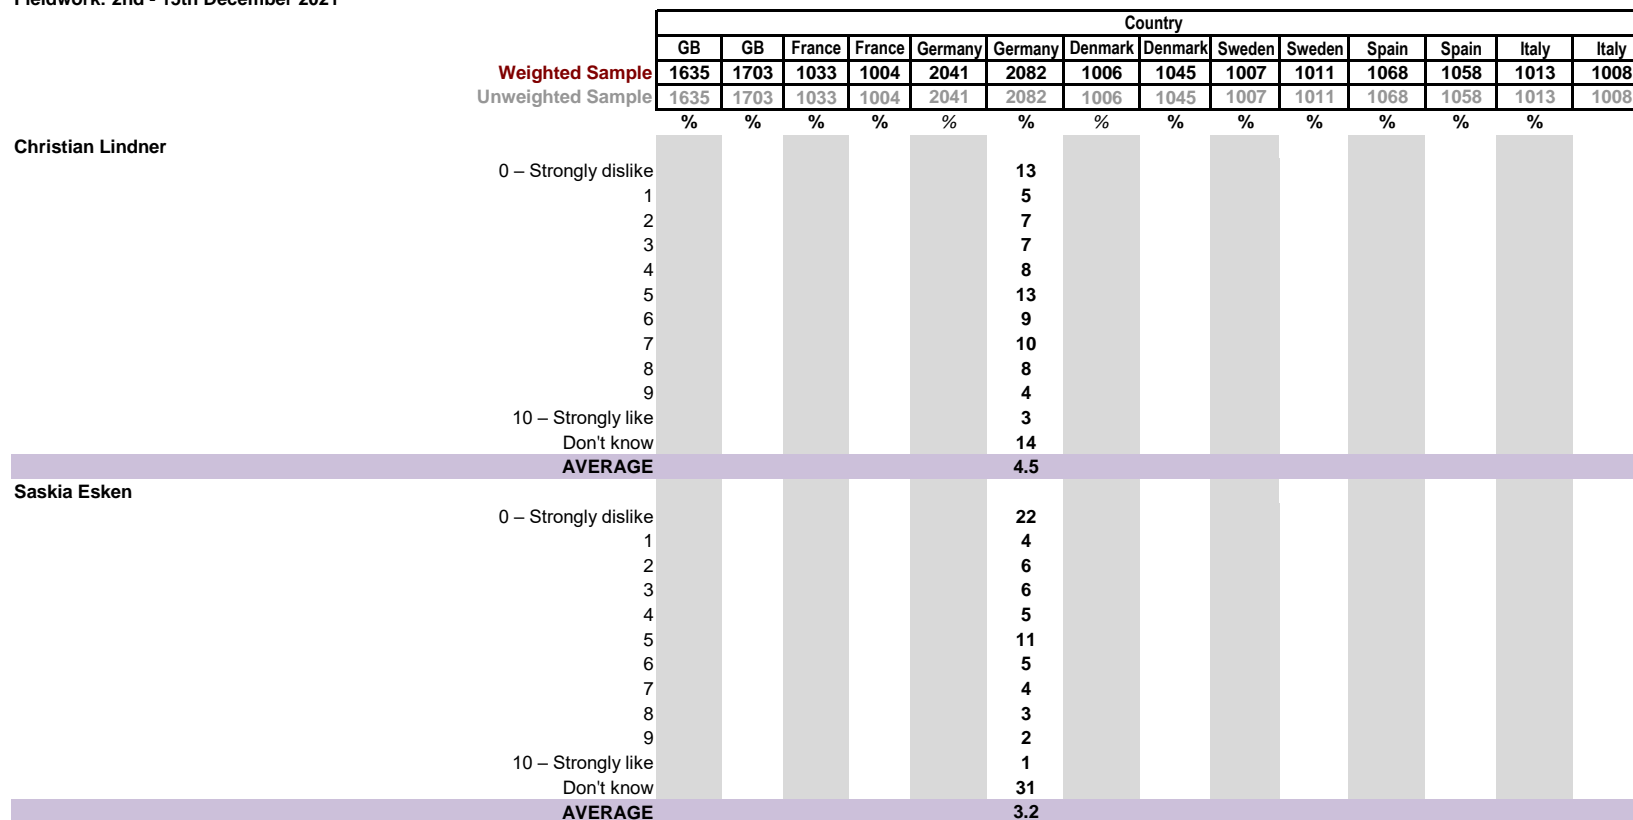 Fieldwork: 2nd - 15th December 2021
Country
GB GB France France Germany Germany Denmark Denmark Sweden Sweden Spain Spain Italy Italy
Weighted Sample 1635 1703 1033 1004 2041 2082 1006 1045 1007 1011 1068 1058 1013 1008
Unweighted Sample 1635 1703 1033 1004 2041 2082 1006 1045 1007 1011 1068 1058 1013 1008
% % % % % % % % % % % % %
Christian Lindner
0 – Strongly dislike 13
1 5
2 7
3 7
4 8
5 13
6 9
7 10
8 8
9 4
10 – Strongly like 3
Don't know 14
AVERAGE 4.5
Saskia Esken
0 – Strongly dislike 22
1 4
2 6
3 6
4 5
5 11
6 5
7 4
8 3
9 2
10 – Strongly like 1
Don't know 31
AVERAGE 3.2